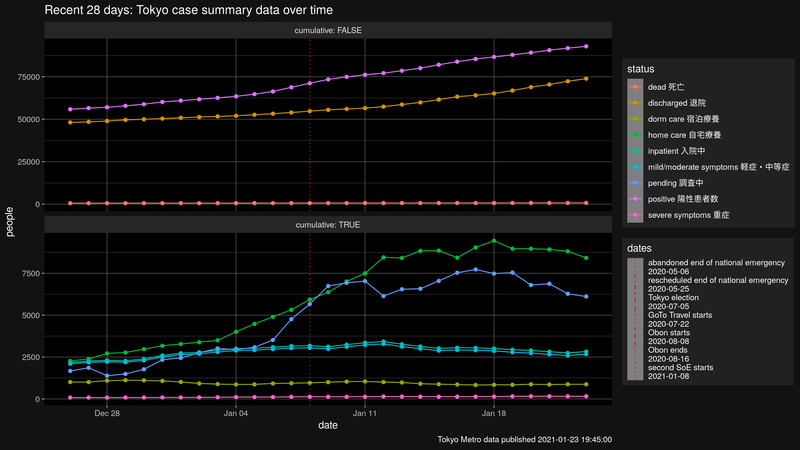 Recent 28 days: Tokyo case summary data over time
cumulative: FALSE
75000
50000
25000
0
cumulative: TRUE
7500
5000
2500
0
people
Dec 28
Jan 04
Jan 11
Jan 18
date
status
dead 死亡
discharged 退院
dorm care 宿泊療養
home care 自宅療養
inpatient 入院中
mild/moderate symptoms 軽症・中等症
pending 調査中
positive 陽性患者数
severe symptoms 重症
dates
abandoned end of national emergency
2020-05-06
rescheduled end of national emergency
2020-05-25
Tokyo election
2020-07-05
GoTo Travel starts
2020-07-22
Obon starts
2020-08-08
Obon ends
2020-08-16
second SoE starts
2021-01-08
Tokyo Metro data published 2021-01-23 19:45:00